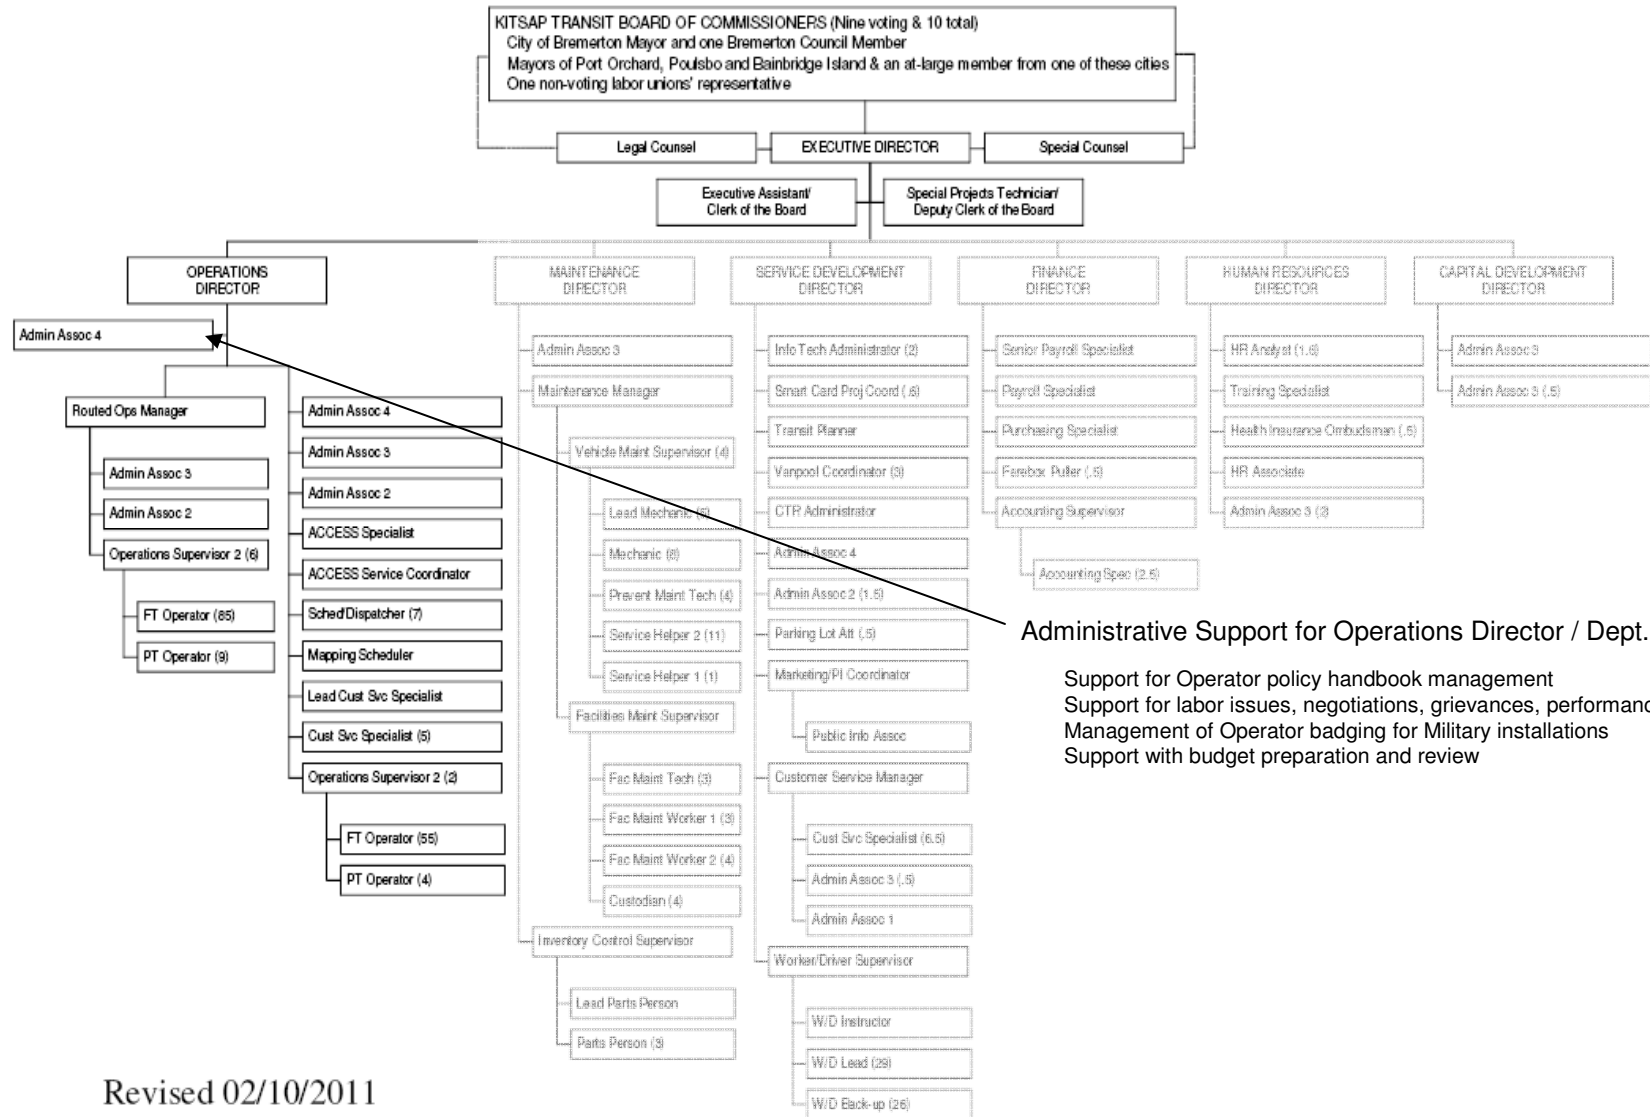 KITSAP TRANSIT BOARD OF COMMISSIONERS (Nine voting & 10 total)
City of Bremerton Mayor and one Bremerton Council Member
Mayors of Port Orchard, Poulsbo and Bainbridge Island & an at-large member from one of these cities
One non-voting labor unions' representative
Legal Counsel
EXECUTIVE DIRECTOR
Special Counsel
Executive Assistant/
Clerk of the Board
Special Projects Technician/
Deputy Clerk of the Board
OPERATIONS
DIRECTOR
Admin Assoc 4
Routed Ops Manager
Admin Assoc 3
Admin Assoc 2
Operations Supervisor 2 (6)
FT Operator (85)
PT Operator (9)
Admin Assoc 4
Admin Assoc 3
Admin Assoc 2
ACCESS Specialist
ACCESS Service Coordinator
Sched/Dispatcher (7)
Mapping Scheduler
Lead Cust Svc Specialist
Cust Svc Specialist (5)
Operations Supervisor 2 (2)
FT Operator (55)
PT Operator (4)
MAINTENANCE
DIRECTOR
Admin Assoc 3
Maintenance Manager
Vehicle Maint Supervisor (4)
Lead Mechanic
Mechanic (8)
Prevent Maint Tech (4)
Service Helper 2 (11)
Service Helper 1 (1)
Facilities Maint Supervisor
Fac Maint Tech (3)
Fac Maint Worker 1 (3)
Fac Maint Worker 2 (4)
Custodian (4)
Inventory Control Supervisor
Lead Parts Person
Parts Person (3)
SERVICE DEVELOPMENT
DIRECTOR
Info Tech Administrator (2)
Smart Card Proj Coord (.6)
Transit Planner
Vanpool Coordinator (3)
CTR Administrator
Admin Assoc 4
Admin Assoc 2 (1.5)
Parking Lot Att (.5)
Marketing/PI Coordinator
Public Info Assoc
Customer Service Manager
Cust Svc Specialist (6.5)
Admin Assoc 3 (.5)
Admin Assoc 1
Worker/Driver Supervisor
W/D Instructor
W/D Lead (29)
W/D Back-up (26)
FINANCE
DIRECTOR
Senior Payroll Specialist
Payroll Specialist
Purchasing Specialist
Farebox Puller (.5)
Accounting Supervisor
Accounting Spec (2.5)
HUMAN RESOURCES
DIRECTOR
HR Analyst (1.6)
Training Specialist
Health Insurance Ombudsman (.5)
HR Associate
Admin Assoc 3 (2)
CAPITAL DEVELOPMENT
DIRECTOR
Admin Assoc 3
Admin Assoc 3 (.5)
Administrative Support for Operations Director / Dept.
Support for Operator policy handbook management
Support for labor issues, negotiations, grievances, performanc
Management of Operator badging for Military installations
Support with budget preparation and review
Revised 02/10/2011